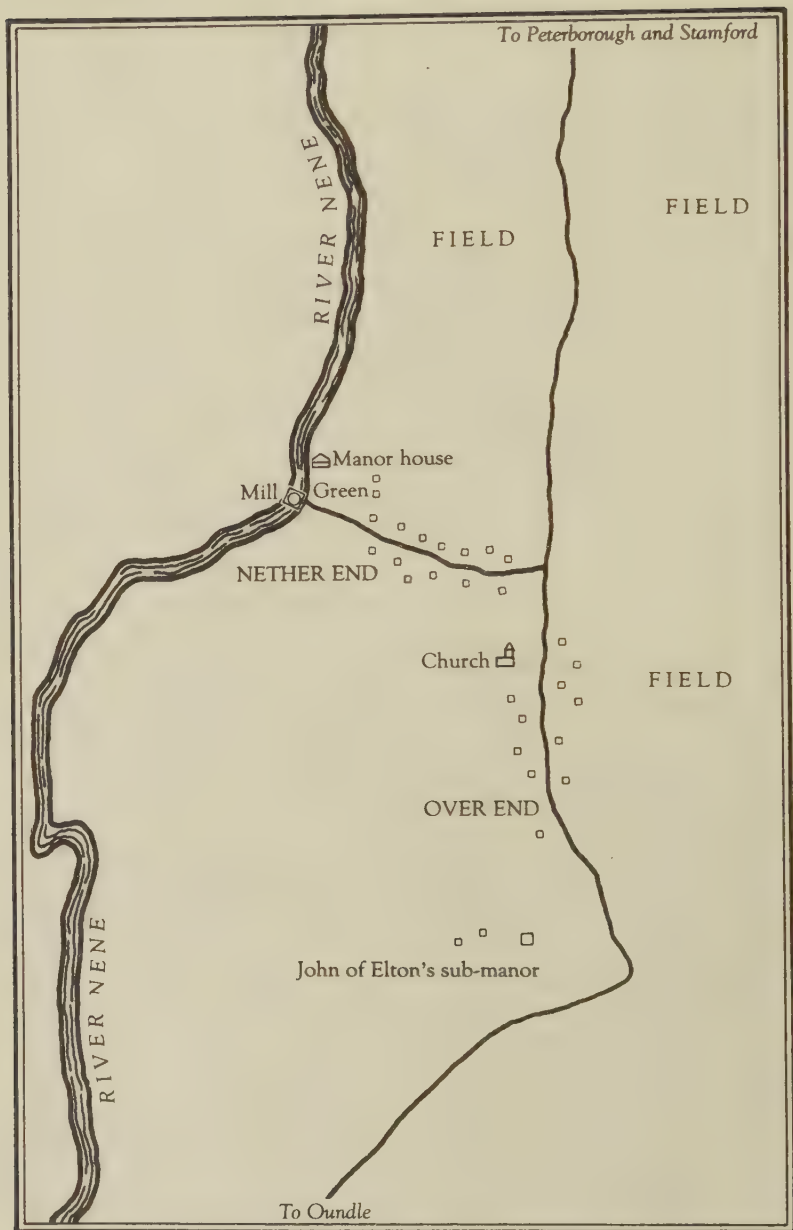 To Peterborough and Stamford
RIVER NENE
FIELD
FIELD
Manor house
Mill
Green
NETHER END
Church
FIELD
OVER END
John of Elton's sub-manor
RIVER NENE
To Oundle